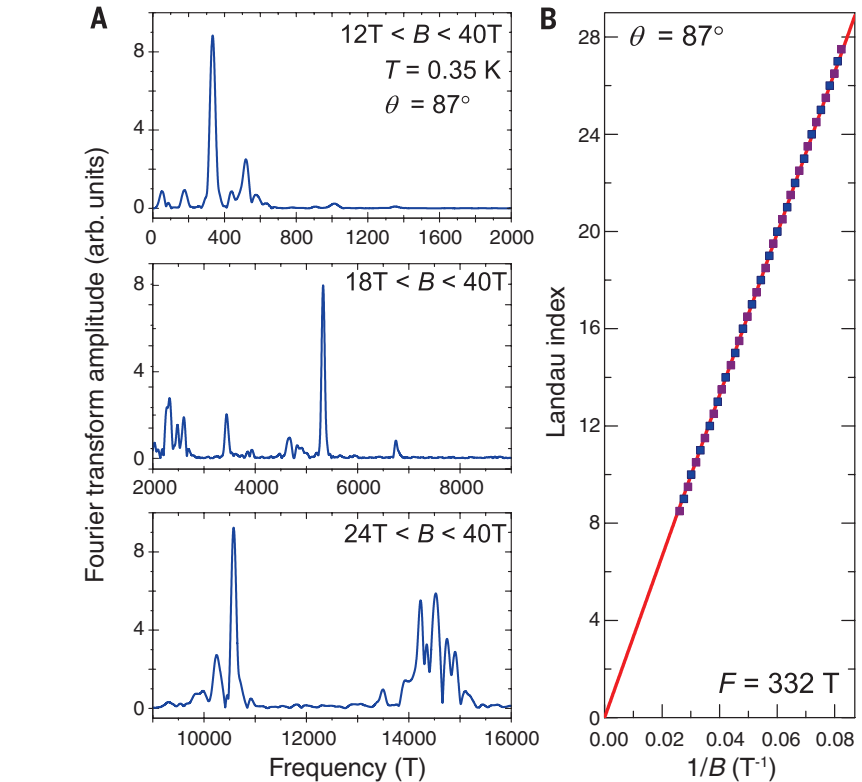 A
12T < B < 40T
T = 0.35 K
θ = 87°
8
4
0
0 400 800 1200 1600 2000
18T < B < 40T
8
4
0
2000 4000 6000 8000
24T < B < 40T
8
4
0
10000 12000 14000 16000
Frequency (T)
Fourier transform amplitude (arb. units)
B
θ = 87°
28
24
20
16
12
8
4
0
Landau index
F = 332 T
0.00 0.02 0.04 0.06 0.08
1/B (T⁻¹)